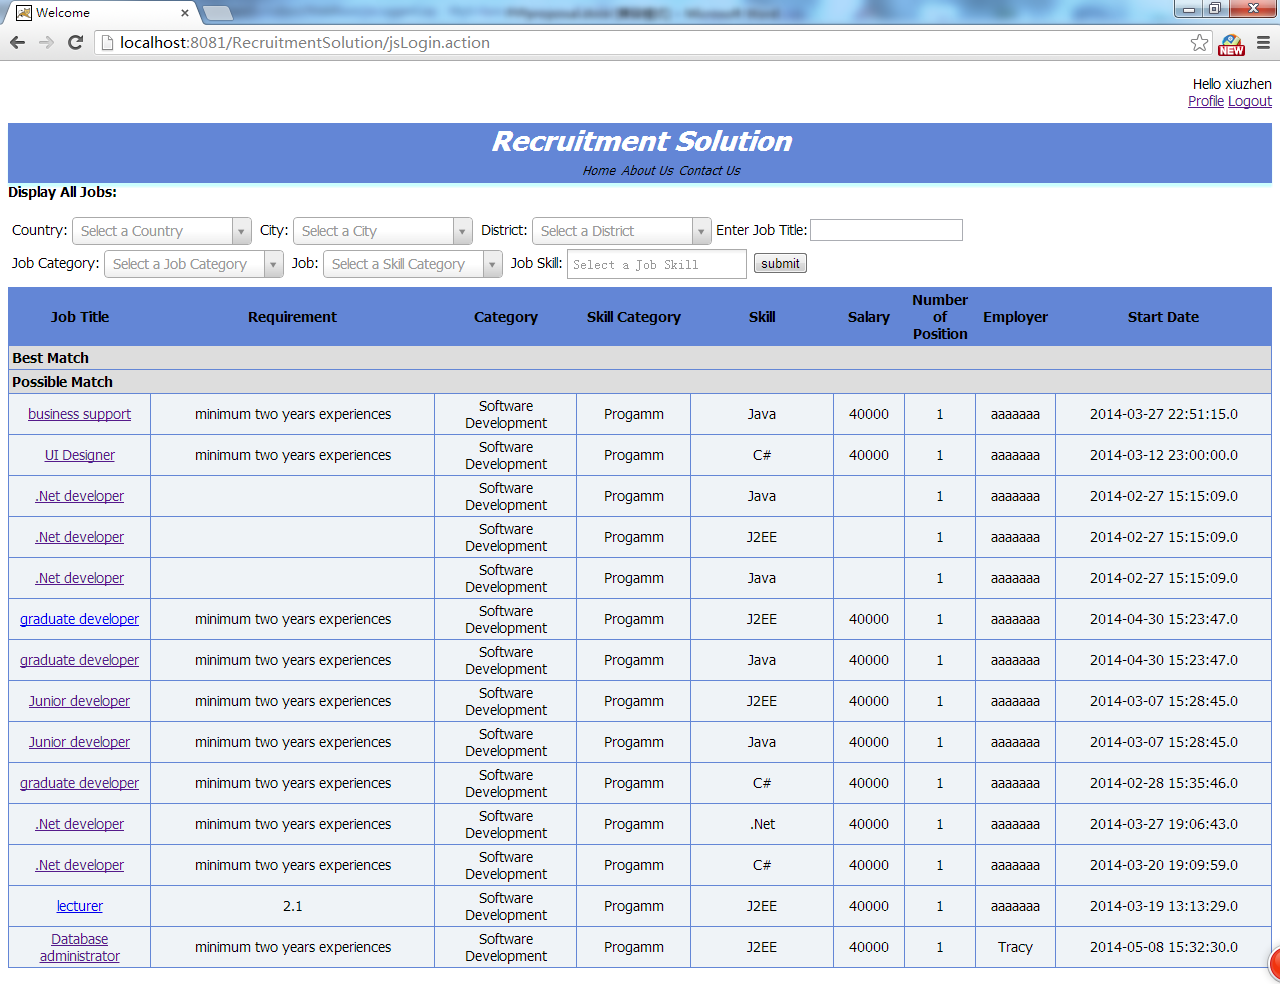 Welcome
localhost:8081/RecruitmentSolution/jsLogin.action
NEW
Hello xiuzhen
Profile Logout
Recruitment Solution
Home About Us Contact Us
Display All Jobs:
Country: Select a Country City: Select a City District: Select a District Enter Job Title:
Job Category: Select a Job Category Job: Select a Skill Category Job Skill: Select a Job Skill submit
Job Title Requirement Category Skill Category Skill Salary Number of Position Employer Start Date
Best Match
Possible Match
business support minimum two years experiences Software Development Progamm Java 40000 1 aaaaaaa 2014-03-27 22:51:15.0
UI Designer minimum two years experiences Software Development Progamm C# 40000 1 aaaaaaa 2014-03-12 23:00:00.0
.Net developer Software Development Progamm Java 1 aaaaaaa 2014-02-27 15:15:09.0
.Net developer Software Development Progamm J2EE 1 aaaaaaa 2014-02-27 15:15:09.0
.Net developer Software Development Progamm Java 1 aaaaaaa 2014-02-27 15:15:09.0
graduate developer minimum two years experiences Software Development Progamm J2EE 40000 1 aaaaaaa 2014-04-30 15:23:47.0
graduate developer minimum two years experiences Software Development Progamm Java 40000 1 aaaaaaa 2014-04-30 15:23:47.0
Junior developer minimum two years experiences Software Development Progamm J2EE 40000 1 aaaaaaa 2014-03-07 15:28:45.0
Junior developer minimum two years experiences Software Development Progamm Java 40000 1 aaaaaaa 2014-03-07 15:28:45.0
graduate developer minimum two years experiences Software Development Progamm C# 40000 1 aaaaaaa 2014-02-28 15:35:46.0
.Net developer minimum two years experiences Software Development Progamm .Net 40000 1 aaaaaaa 2014-03-27 19:06:43.0
.Net developer minimum two years experiences Software Development Progamm C# 40000 1 aaaaaaa 2014-03-20 19:09:59.0
lecturer 2.1 Software Development Progamm J2EE 40000 1 aaaaaaa 2014-03-19 13:13:29.0
Database administrator minimum two years experiences Software Development Progamm J2EE 40000 1 Tracy 2014-05-08 15:32:30.0